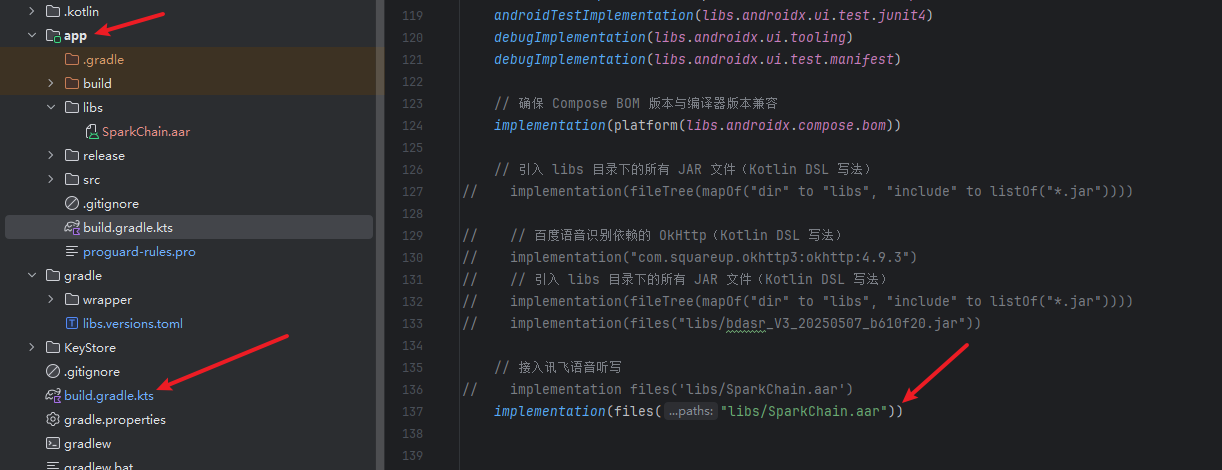 .kotlin
app
.gradle
build
libs
SparkChain.aar
release
src
.gitignore
build.gradle.kts
proguard-rules.pro
gradle
wrapper
libs.versions.toml
KeyStore
.gitignore
build.gradle.kts
gradle.properties
gradlew
gradlew.bat
119 androidTestImplementation(libs.androidx.ui.test.junit4)
120 debugImplementation(libs.androidx.ui.tooling)
121 debugImplementation(libs.androidx.ui.test.manifest)
122
123 // 确保 Compose BOM 版本与编译器版本兼容
124 implementation(platform(libs.androidx.compose.bom))
125
126 // 引入 libs 目录下的所有 JAR 文件（Kotlin DSL 写法）
127 // implementation(fileTree(mapOf("dir" to "libs", "include" to listOf("*.jar"))))
128
129 // // 百度语音识别依赖的 OkHttp（Kotlin DSL 写法）
130 // implementation("com.squareup.okhttp3:okhttp:4.9.3")
131 // // 引入 libs 目录下的所有 JAR 文件（Kotlin DSL 写法）
132 // implementation(fileTree(mapOf("dir" to "libs", "include" to listOf("*.jar"))))
133 // implementation(files("libs/bdasr_V3_20250507_b610f20.jar"))
134
135 // 接入讯飞语音听写
136 // implementation files('libs/SparkChain.aar')
137 implementation(files( ...paths: "libs/SparkChain.aar"))
138
139